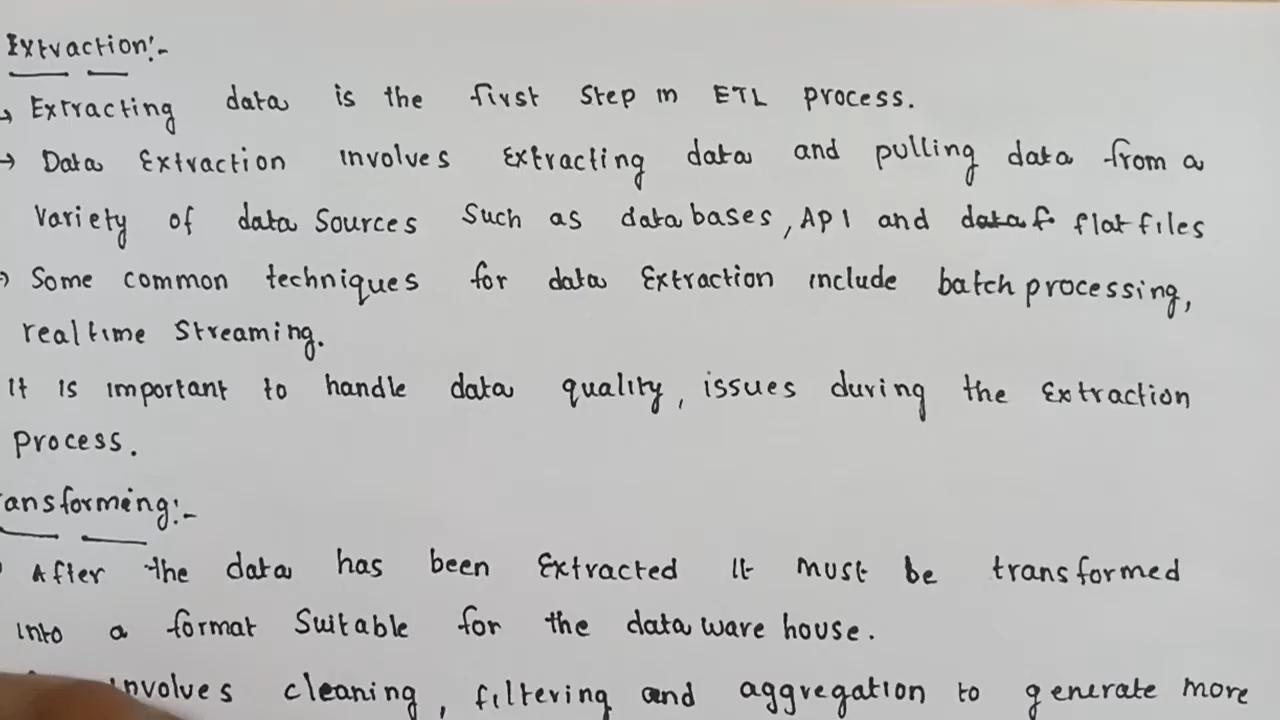 Extraction:-
→ Extracting data is the first step in ETL process.
→ Data Extraction involves extracting data and pulling data from a
variety of data sources such as databases, API and flat files
→ Some common techniques for data Extraction include batch processing,
realtime streaming.
It is important to handle data quality, issues during the extraction
process.
ansforming:-
After the data has been Extracted it must be transformed
into a format suitable for the data ware house.
involves cleaning, filtering and aggregation to generate more